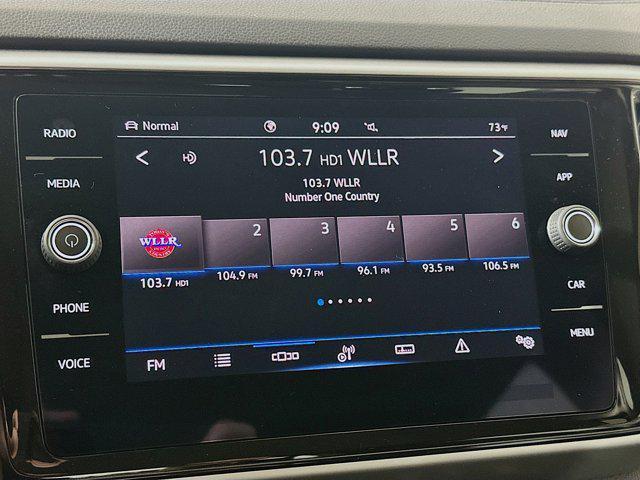 RADIO
MEDIA
PHONE
VOICE
Normal
9:09
73°F
HD
103.7 HD1 WLLR
103.7 WLLR
Number One Country
WLLR
2
3
4
5
6
103.7 HD1
104.9 FM
99.7 FM
96.1 FM
93.5 FM
106.5 FM
FM
NAV
APP
CAR
MENU